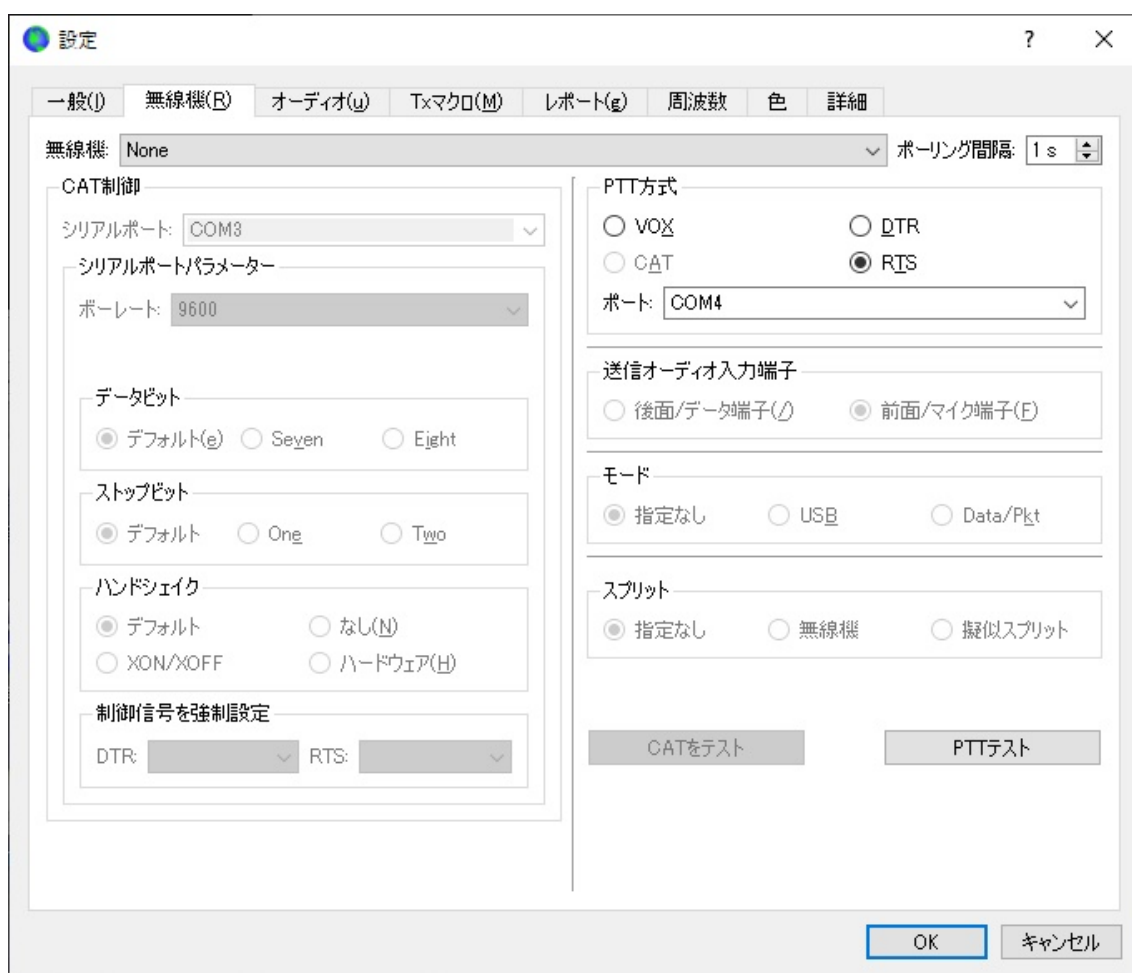 設定
一般(I) 無線機(R) オーディオ(u) Txマクロ(M) レポート(g) 周波数 色 詳細
無線機: None ポーリング間隔: 1 s
CAT制御
シリアルポート: COM3
シリアルポートパラメーター
ボーレート: 9600
データビット
デフォルト(e) Seven Eight
ストップビット
デフォルト One Two
ハンドシェイク
デフォルト なし(N)
XON/XOFF ハードウェア(H)
制御信号を強制設定
DTR: RTS:
PTT方式
VOX DTR
CAT RTS
ポート: COM4
送信オーディオ入力端子
後面/データ端子(/) 前面/マイク端子(F)
モード
指定なし USB Data/Pkt
スプリット
指定なし 無線機 擬似スプリット
CATをテスト PTTテスト
OK キャンセル